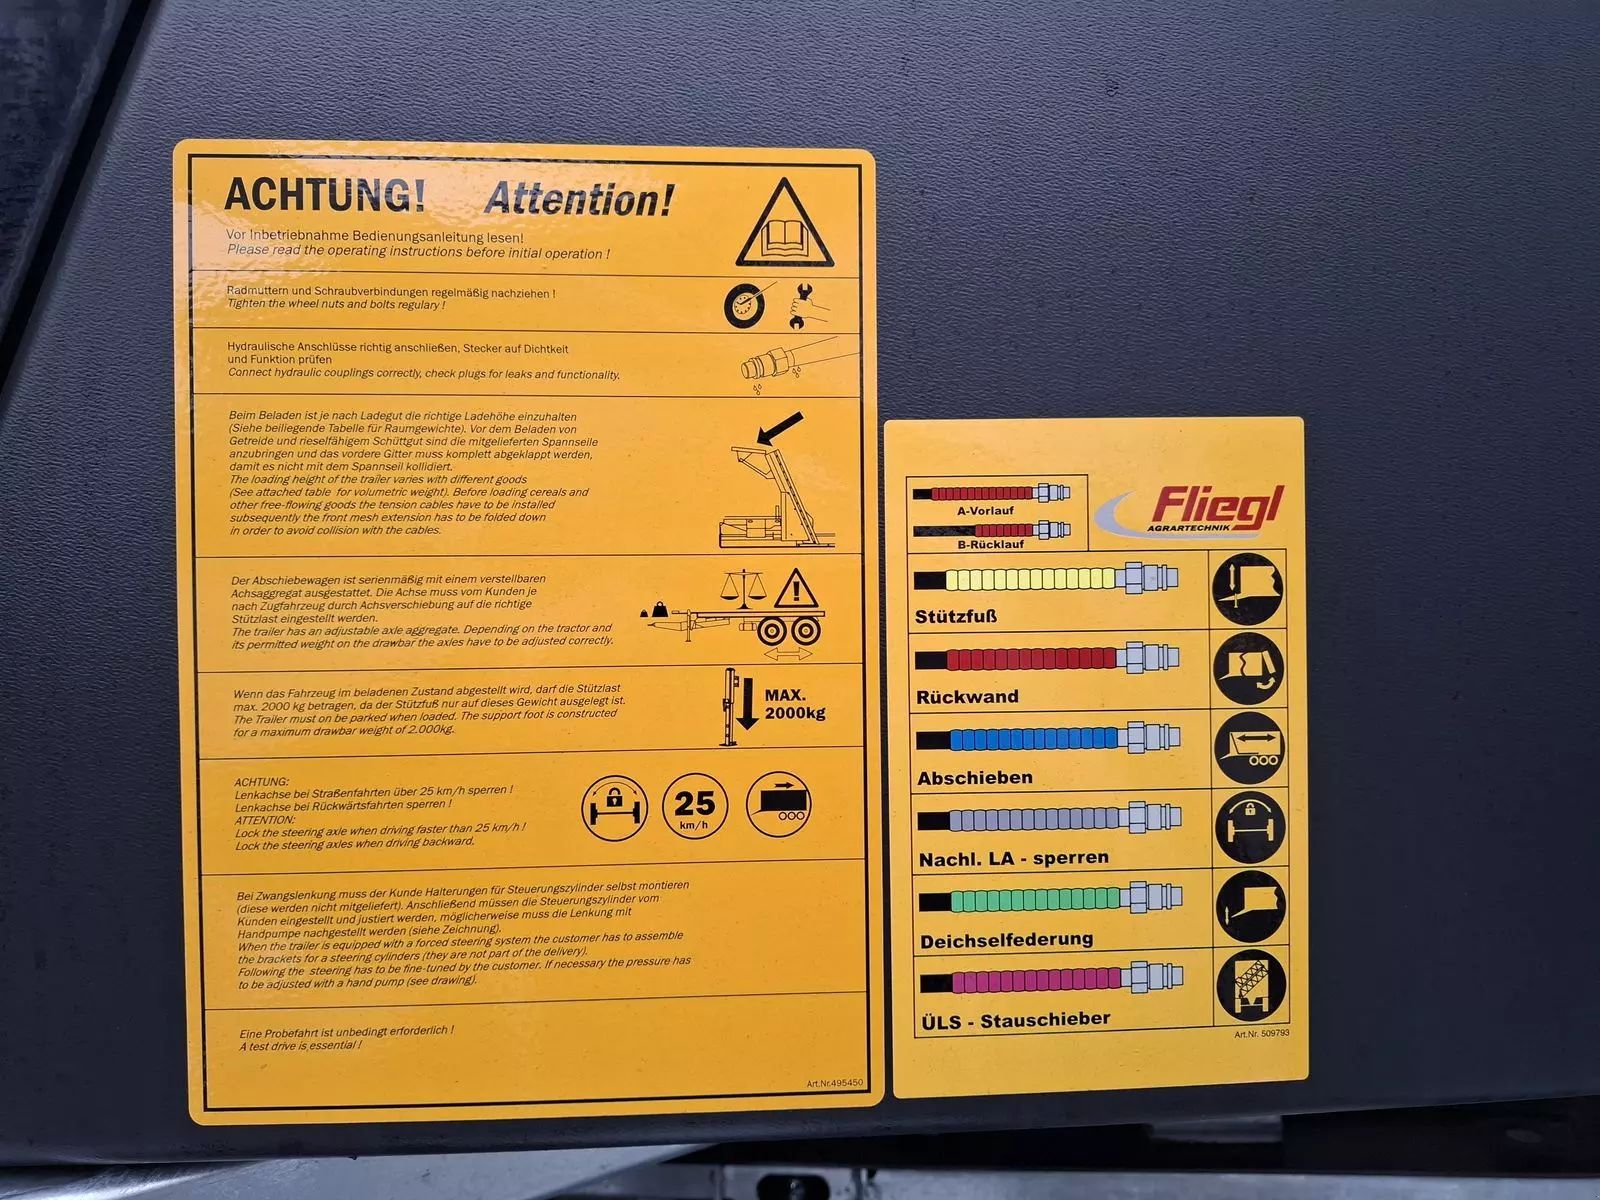 ACHTUNG! Attention!
Vor Inbetriebnahme Bedienungsanleitung lesen!
Please read the operating instructions before initial operation !
Radmuttern und Schraubverbindungen regelmäßig nachziehen !
Tighten the wheel nuts and bolts regulary !
Hydraulische Anschlüsse richtig anschließen, Stecker auf Dichtkeit
und Funktion prüfen
Connect hydraulic couplings correctly, check plugs for leaks and functionality.
Beim Beladen ist je nach Ladegut die richtige Ladehöhe einzuhalten
(Siehe beiliegende Tabelle für Raumgewichte). Vor dem Beladen von
Getreide und rieselfähigem Schüttgut sind die mitgelieferten Spannseile
anzubringen und das vordere Gitter muss komplett abgeklappt werden,
damit es nicht mit dem Spannseil kollidiert.
The loading height of the trailer varies with different goods
(See attached table for volumetric weight). Before loading cereals and
other free-flowing goods the tension cables have to be installed
subsequently the front mesh extension has to be folded down
in order to avoid collision with the cables.
Der Abschiebewagen ist serienmäßig mit einem verstellbaren
Achsaggregat ausgestattet. Die Achse muss vom Kunden je
nach Zugfahrzeug durch Achsverschiebung auf die richtige
Stützlast eingestellt werden.
The trailer has an adjustable axle aggregate. Depending on the tractor and
its permitted weight on the drawbar the axles have to be adjusted correctly.
Wenn das Fahrzeug im beladenen Zustand abgestellt wird, darf die Stützlast
max. 2000 kg betragen, da der Stützfuß nur auf dieses Gewicht ausgelegt ist.
The Trailer must on be parked when loaded. The support foot is constructed
for a maximum drawbar weight of 2.000kg.
MAX.
2000kg
ACHTUNG:
Lenkachse bei Straßenfahrten über 25 km/h sperren !
Lenkachse bei Rückwärtsfahrten sperren !
ATTENTION:
Lock the steering axle when driving faster than 25 km/h !
Lock the steering axles when driving backward.
25
km/h
Bei Zwangslenkung muss der Kunde Halterungen für Steuerungszylinder selbst montieren
(diese werden nicht mitgeliefert). Anschließend müssen die Steuerungszylinder vom
Kunden eingestellt und justiert werden, möglicherweise muss die Lenkung mit
Handpumpe nachgestellt werden (siehe Zeichnung).
When the trailer is equipped with a forced steering system the customer has to assemble
the brackets for a steering cylinders (they are not part of the delivery).
Following the steering has to be fine-tuned by the customer. If necessary the pressure has
to be adjusted with a hand pump (see drawing).
Eine Probefahrt ist unbedingt erforderlich !
A test drive is essential !
Art.Nr.495450
A-Vorlauf
B-Rücklauf
Fliegl
AGRARTECHNIK
Stützfuß
Rückwand
Abschieben
Nachl. LA - sperren
Deichselfederung
ÜLS - Stauschieber
Art.Nr. 509793